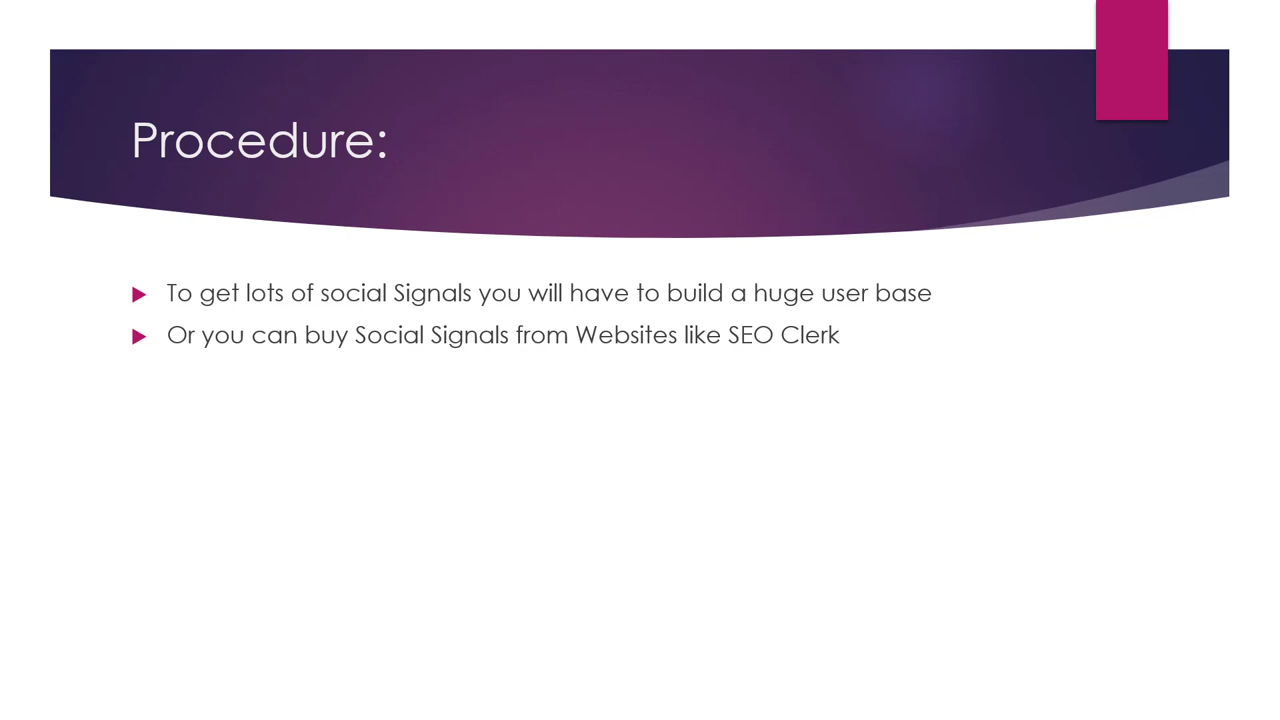 Procedure:
To get lots of social Signals you will have to build a huge user base
Or you can buy Social Signals from Websites like SEO Clerk